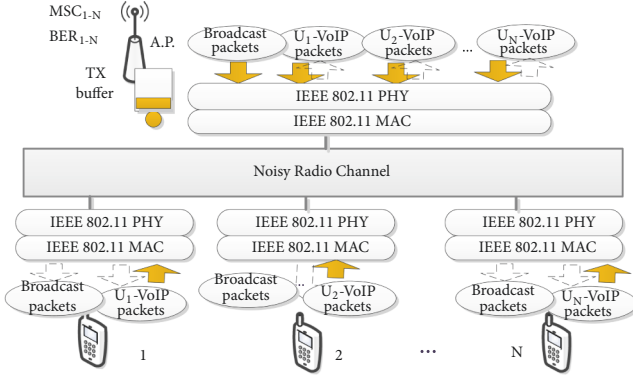 MSC1-N
BER1-N
A.P.
TX
buffer
Broadcast
packets
U1-VoIP
packets
U2-VoIP
packets
...
UN-VoIP
packets
IEEE 802.11 PHY
IEEE 802.11 MAC
Noisy Radio Channel
IEEE 802.11 PHY
IEEE 802.11 MAC
IEEE 802.11 PHY
IEEE 802.11 MAC
IEEE 802.11 PHY
IEEE 802.11 MAC
Broadcast
packets
U1-VoIP
packets
Broadcast
packets
...
U2-VoIP
packets
Broadcast
packets
UN-VoIP
packets
1
2
...
N